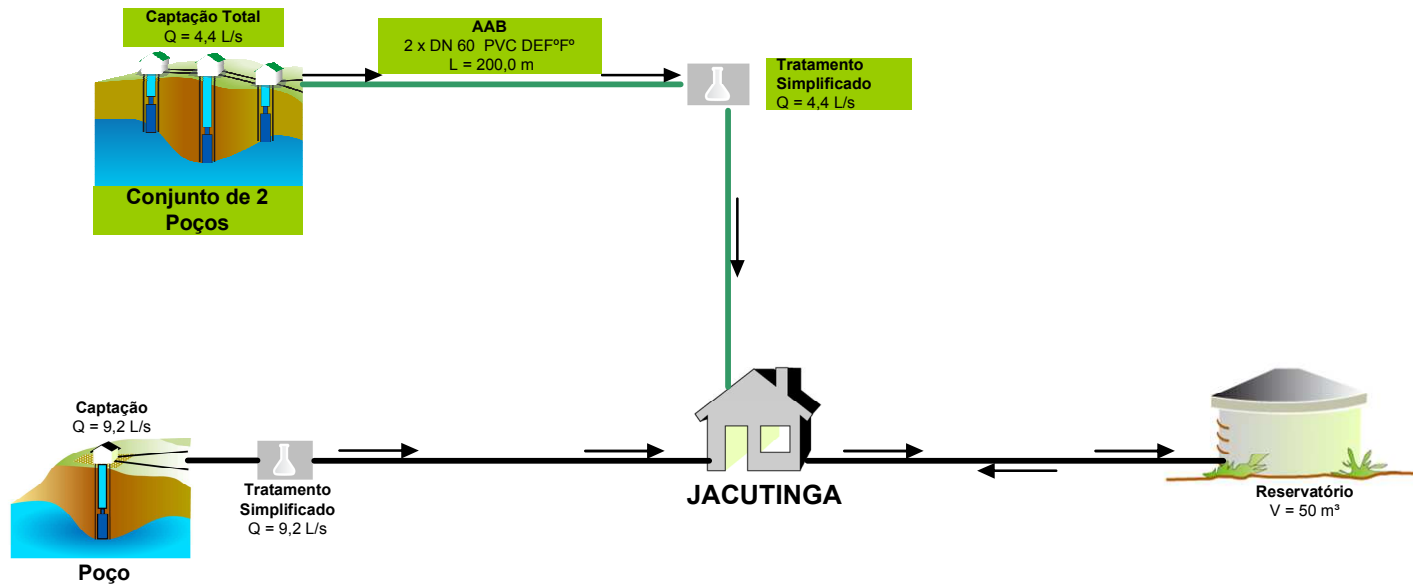 Captação Total
Q = 4,4 L/s
AAB
2 x DN 60 PVC DEFºFº
L = 200,0 m
Tratamento
Simplificado
Q = 4,4 L/s
Conjunto de 2
Poços
Captação
Q = 9,2 L/s
Tratamento
Simplificado
Q = 9,2 L/s
Poço
JACUTINGA
Reservatório
V = 50 m³